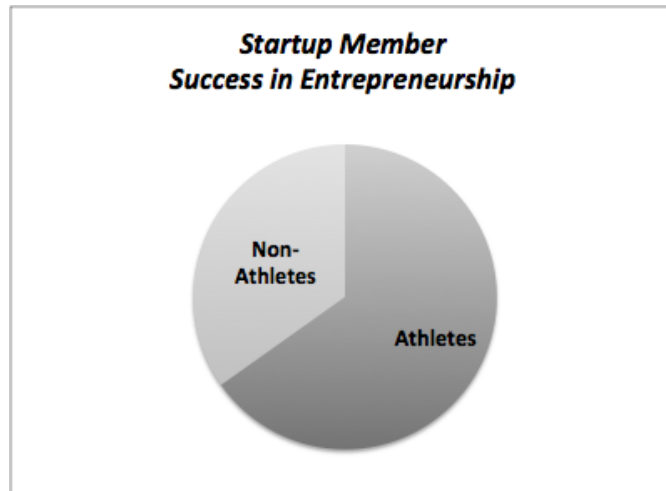 Startup Member
Success in Entrepreneurship
Non-
Athletes
Athletes